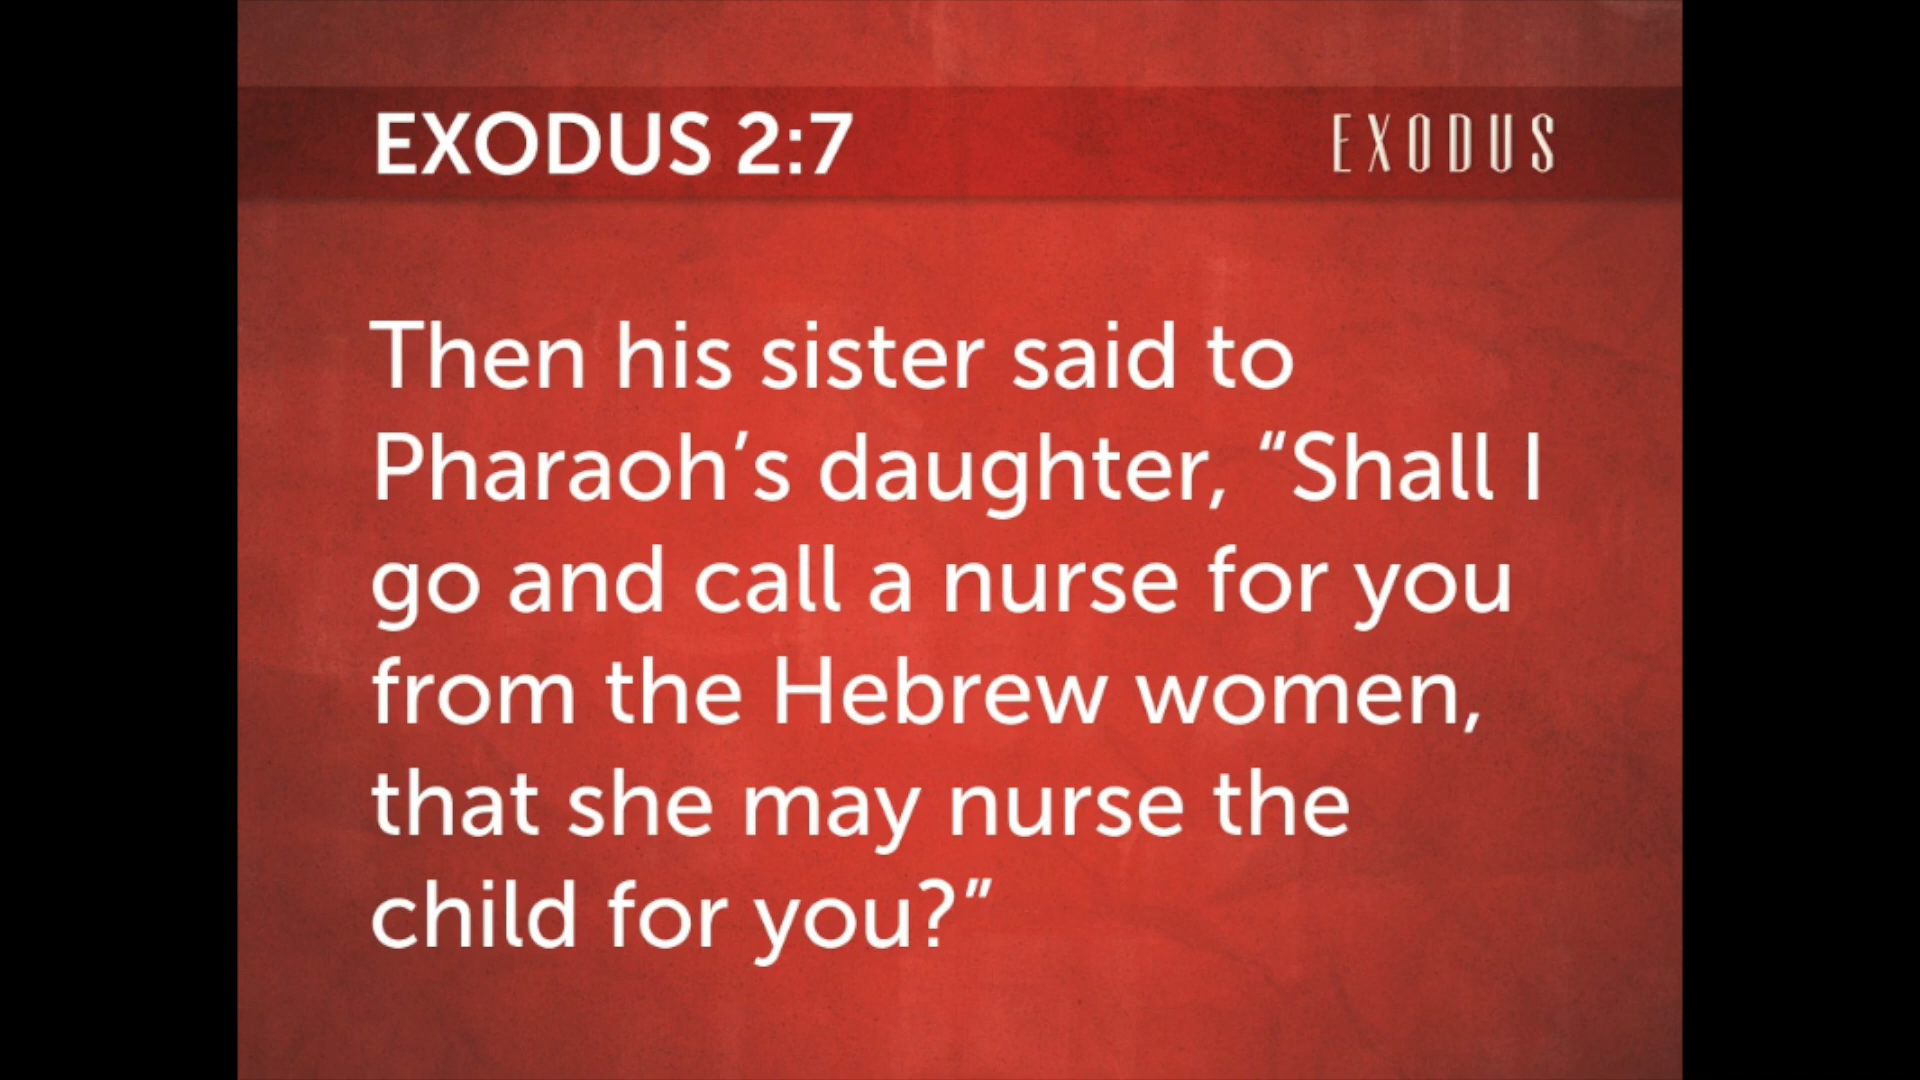 EXODUS 2:7
EXODUS
Then his sister said to
Pharaoh’s daughter, “Shall I
go and call a nurse for you
from the Hebrew women,
that she may nurse the
child for you?”